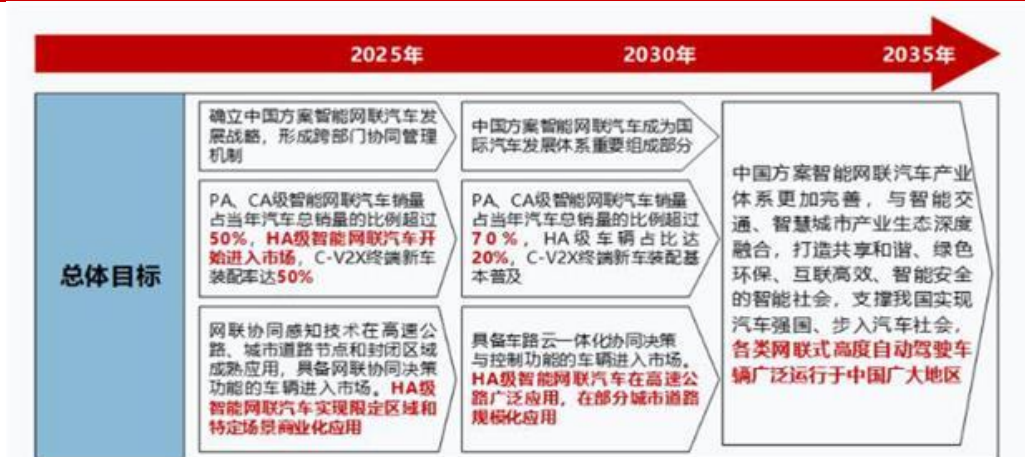 2025年
2030年
2035年
总体目标
确立中国方案智能网联汽车发
展战略，形成跨部门协同管理
机制
PA、CA级智能网联汽车销量
占当年汽车总销量的比例超过
50%，HA级智能网联汽车开
始进入市场，C-V2X终端新车
装配率达50%
网联协同感知技术在高速公
路、城市道路节点和封闭区域
成熟应用，具备网联协同决策
功能的车辆进入市场。HA级
智能网联汽车实现限定区域和
特定场景商业化应用
中国方案智能网联汽车成为国
际汽车发展体系重要组成部分
PA、CA级智能网联汽车销量
占当年汽车总销量的比例超过
70%，HA级车辆占比达
20%，C-V2X终端新车装配基
本普及
具备车路云一体化协同决策
与控制功能的车辆进入市场。
HA级智能网联汽车在高速公
路广泛应用，在部分城市道路
规模化应用
中国方案智能网联汽车产业
体系更加完善，与智能交
通、智慧城市产业生态深度
融合，打造共享和谐、绿色
环保、互联高效、智能安全
的智能社会，支撑我国实现
汽车强国、步入汽车社会，
各类网联式高度自动驾驶车
辆广泛运行于中国广大地区